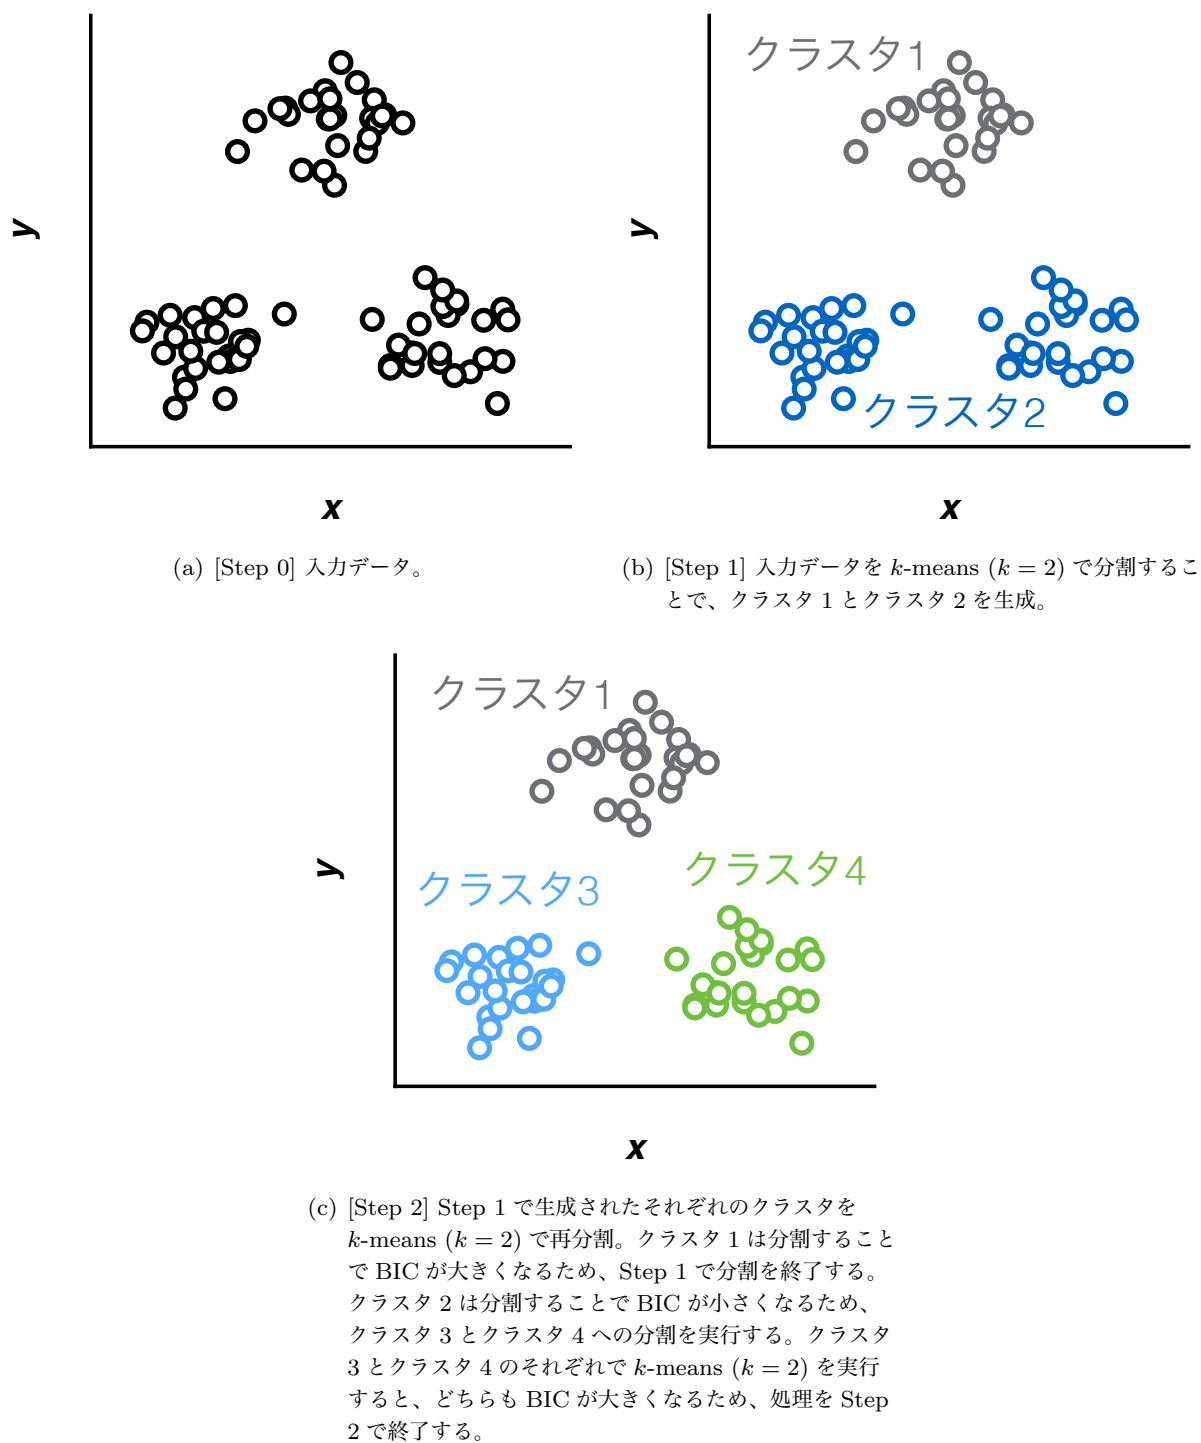 y
x
(a) [Step 0] 入力データ。
クラスタ1
クラスタ2
y
x
(b) [Step 1] 入力データを k-means (k = 2) で分割するこ
とで、クラスタ 1 とクラスタ 2 を生成。
クラスタ1
クラスタ3
クラスタ4
y
x
(c) [Step 2] Step 1 で生成されたそれぞれのクラスタを
k-means (k = 2) で再分割。クラスタ 1 は分割すること
で BIC が大きくなるため、Step 1 で分割を終了する。
クラスタ 2 は分割することで BIC が小さくなるため、
クラスタ 3 とクラスタ 4 への分割を実行する。クラスタ
3 とクラスタ 4 のそれぞれで k-means (k = 2) を実行
すると、どちらも BIC が大きくなるため、処理を Step
2 で終了する。